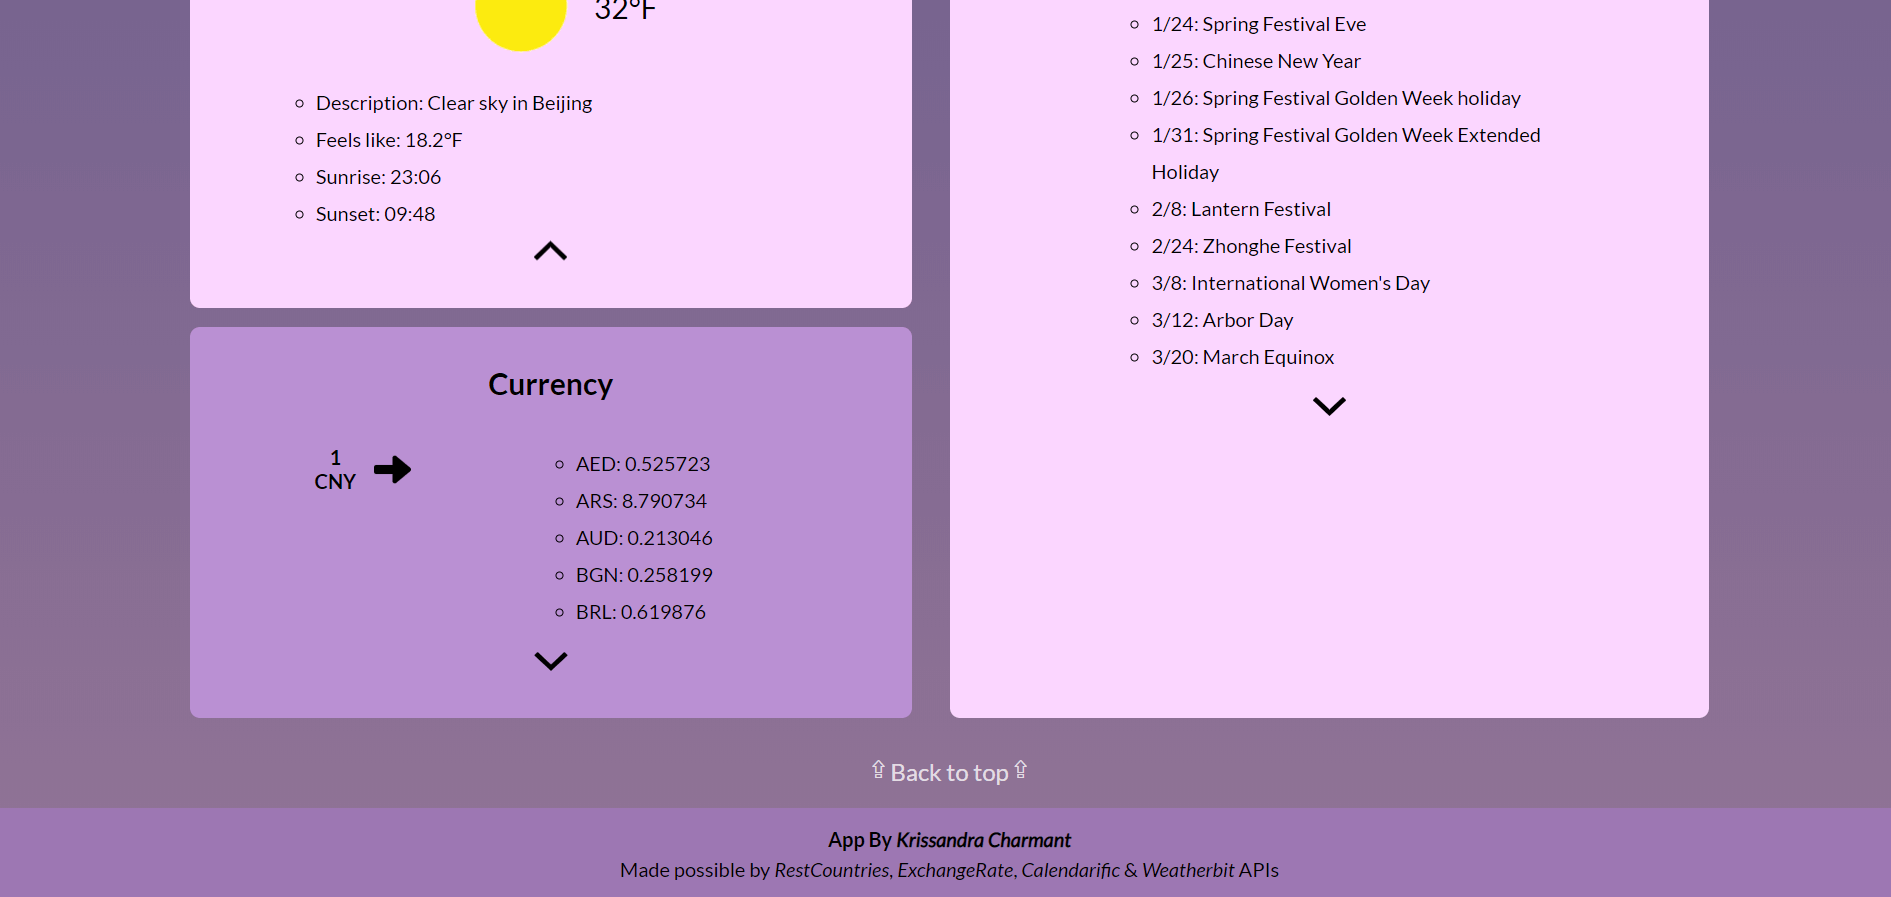 32°F
Description: Clear sky in Beijing
Feels like: 18.2°F
Sunrise: 23:06
Sunset: 09:48
Currency
1
CNY
AED: 0.525723
ARS: 8.790734
AUD: 0.213046
BGN: 0.258199
BRL: 0.619876
1/24: Spring Festival Eve
1/25: Chinese New Year
1/26: Spring Festival Golden Week holiday
1/31: Spring Festival Golden Week Extended
Holiday
2/8: Lantern Festival
2/24: Zhonghe Festival
3/8: International Women's Day
3/12: Arbor Day
3/20: March Equinox
⇪ Back to top ⇪
App By Krissandra Charmant
Made possible by RestCountries, ExchangeRate, Calendarific & Weatherbit APIs